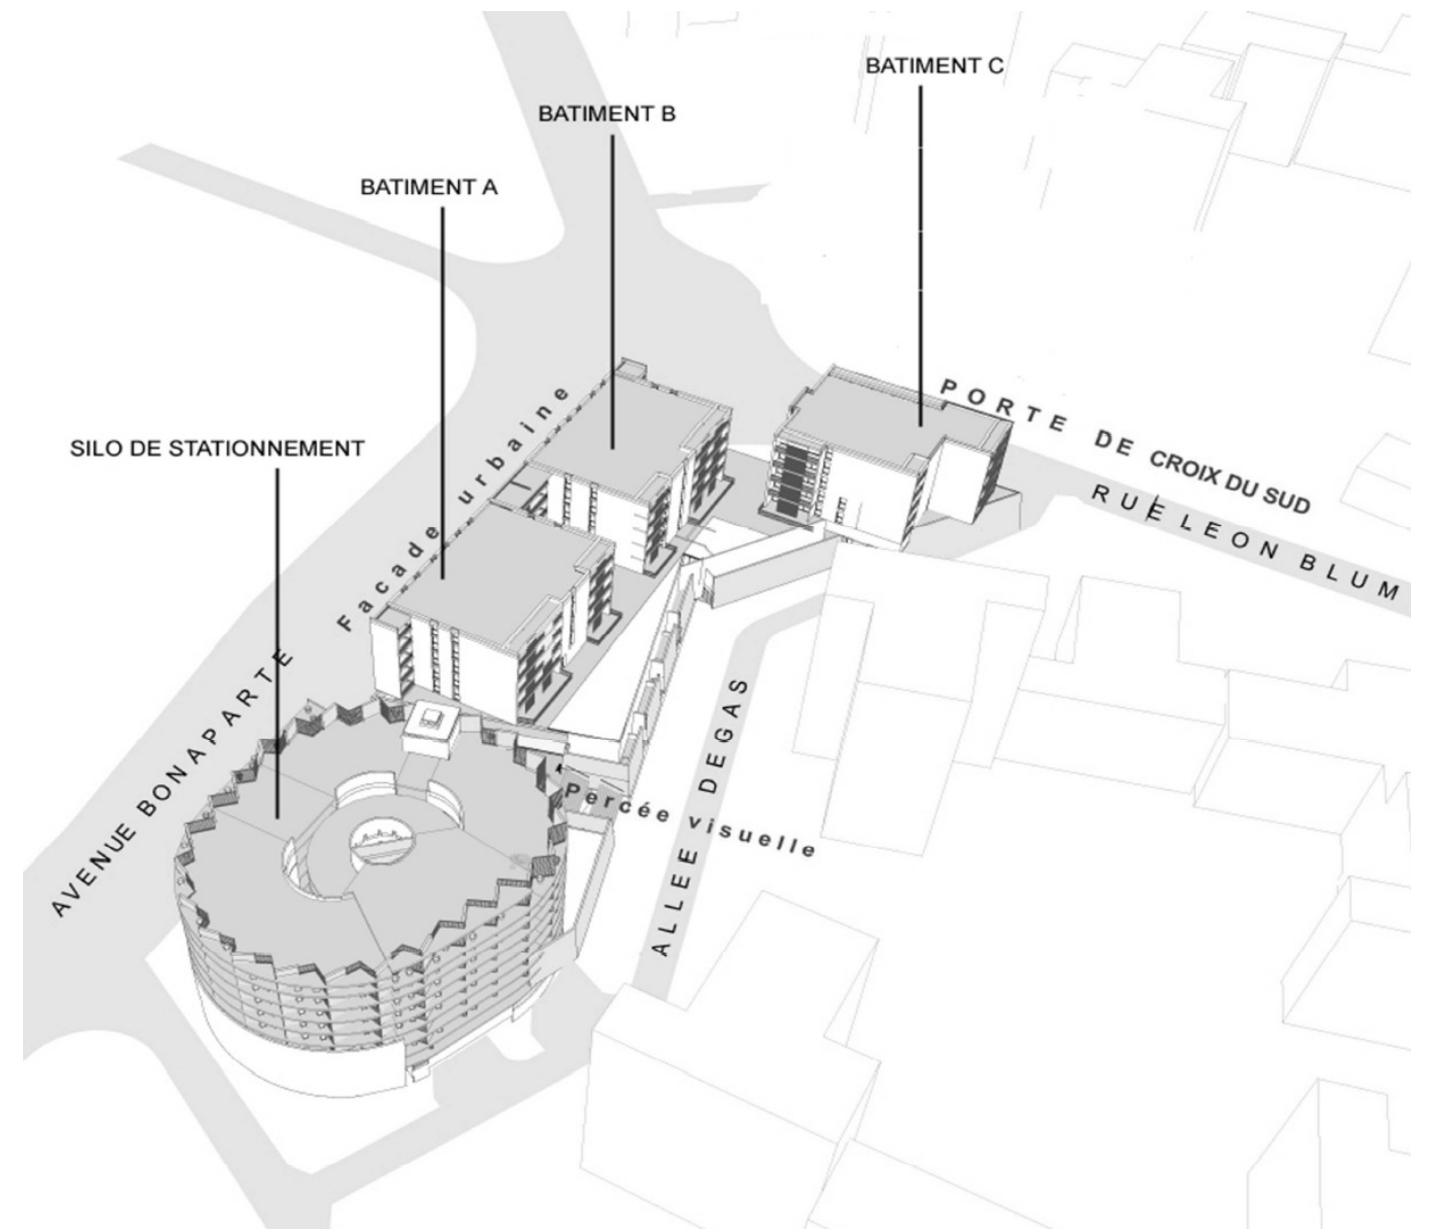 BATIMENT C
BATIMENT B
BATIMENT A
PORTE DE CROIX DU SUD
Facade urbaine
SILO DE STATIONNEMENT
RUE LEON BLUM
AVENUE BONAPARTE
ALLEE DEGAS
Percée visuelle